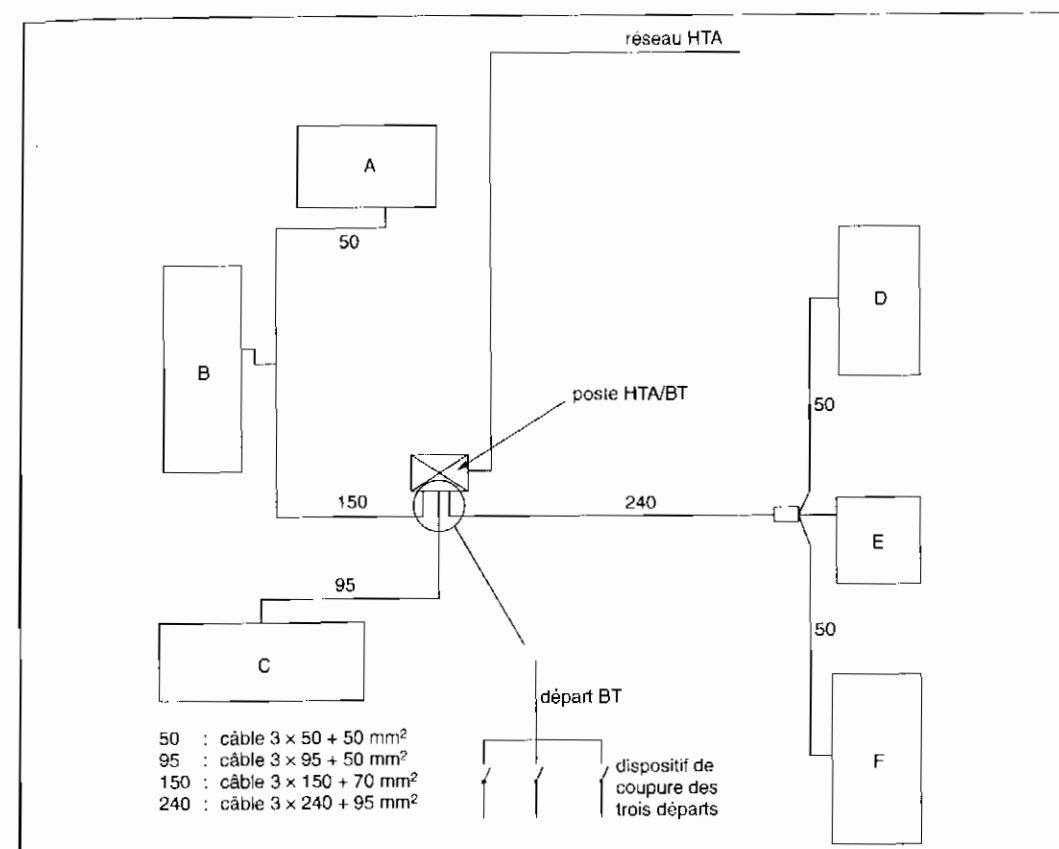 réseau HTA
A
50
B
D
poste HTA/BT
50
150
240
E
95
50
C
départ BT
F
50 : câble 3 × 50 + 50 mm²
95 : câble 3 × 95 + 50 mm²
150 : câble 3 × 150 + 70 mm²
240 : câble 3 × 240 + 95 mm²
dispositif de
coupure des
trois départs